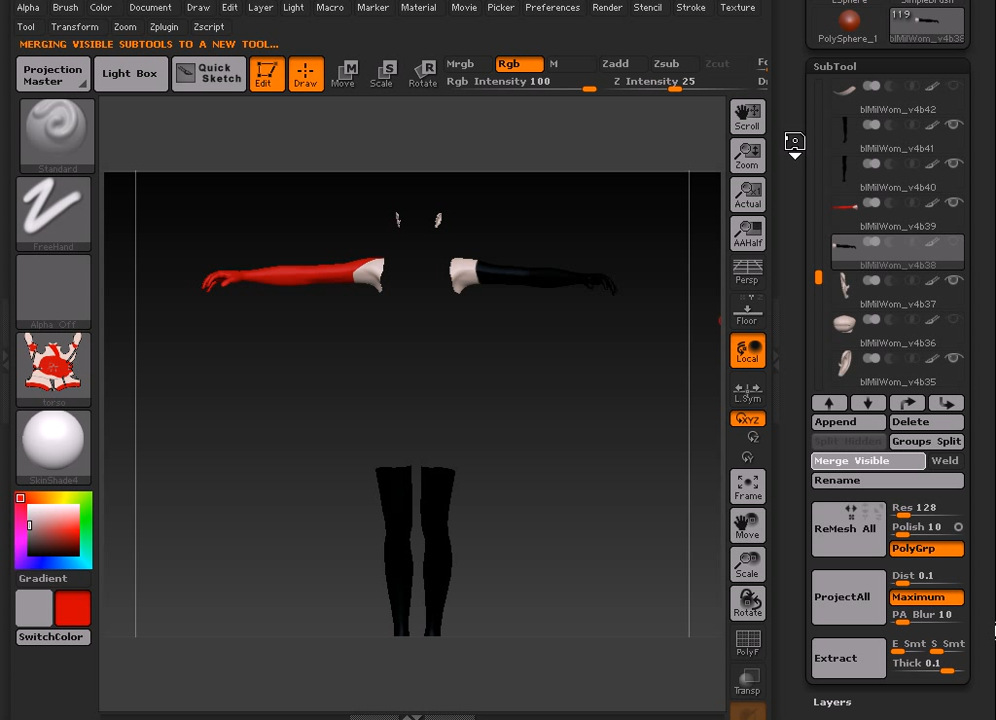 Alpha Brush Color Document Draw Edit Layer Light Macro Marker Material Movie Picker Preferences Render Stencil Stroke Texture
Tool Transform Zoom Zplugin Zscript
MERGING VISIBLE SUBTOOLS TO A NEW TOOL...
Projection Master
Light Box
Quick Sketch
Edit
Draw
Move
Scale
Rotate
Mrgb Rgb M Zadd Zsub Zcut
Rgb Intensity 100 Z Intensity 25
Standard
FreeHand
Alpha Off
torso
SkinShade4
Gradient
SwitchColor
Scroll
Zoom
Actual
AAHalf
Persp
Floor
Local
L.Sym
XYZ
Frame
Move
Scale
Rotate
PolyF
Transp
119
PolySphere_1 blMilWom_v4b38
SubTool
blMilWom_v4b42
blMilWom_v4b41
blMilWom_v4b40
blMilWom_v4b39
blMilWom_v4b38
blMilWom_v4b37
blMilWom_v4b36
blMilWom_v4b35
Append Delete
Split Hidden Groups Split
Merge Visible Weld
Rename
ReMesh All
Res 128
Polish 10
PolyGrp
ProjectAll
Dist 0.1
Maximum
PA Blur 10
Extract
E Smt S Smt
Thick 0.1
Layers